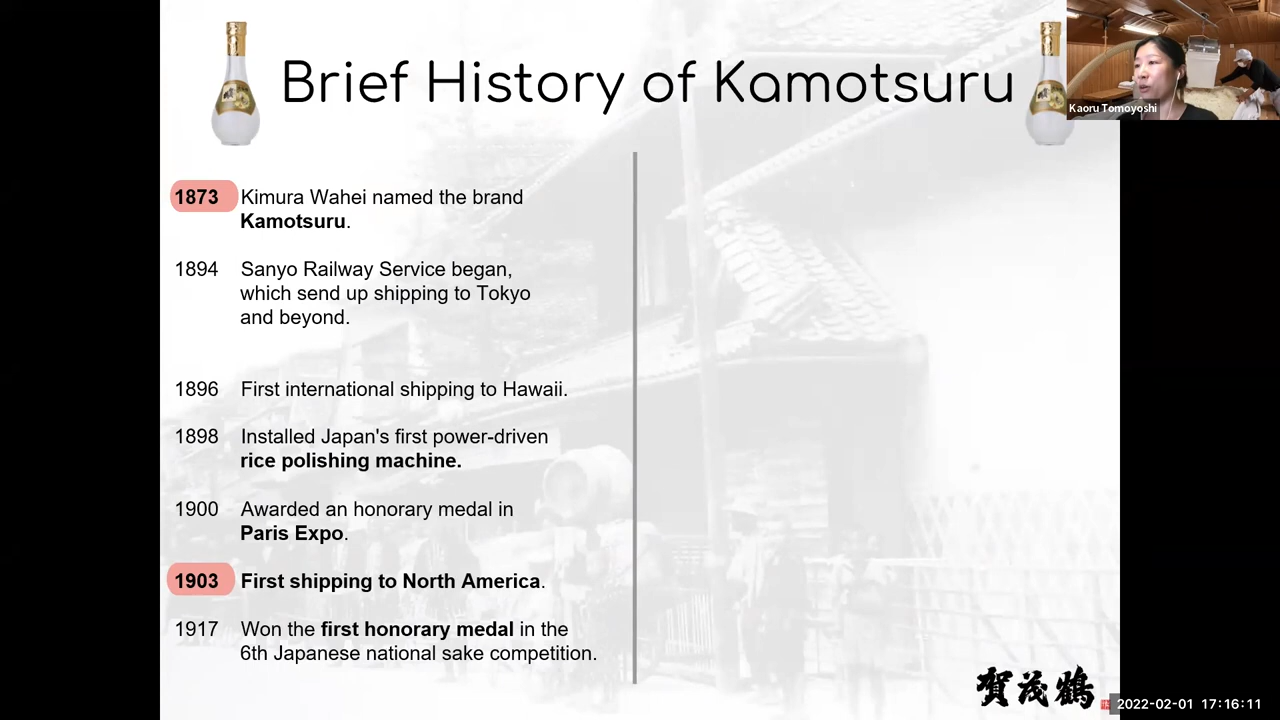 Brief History of Kamotsuru
Kaoru Tomoyoshi
1873 Kimura Wahei named the brand
Kamotsuru.
1894 Sanyo Railway Service began,
which send up shipping to Tokyo
and beyond.
1896 First international shipping to Hawaii.
1898 Installed Japan's first power-driven
rice polishing machine.
1900 Awarded an honorary medal in
Paris Expo.
1903 First shipping to North America.
1917 Won the first honorary medal in the
6th Japanese national sake competition.
賀茂鶴
2022-02-01 17:16:11